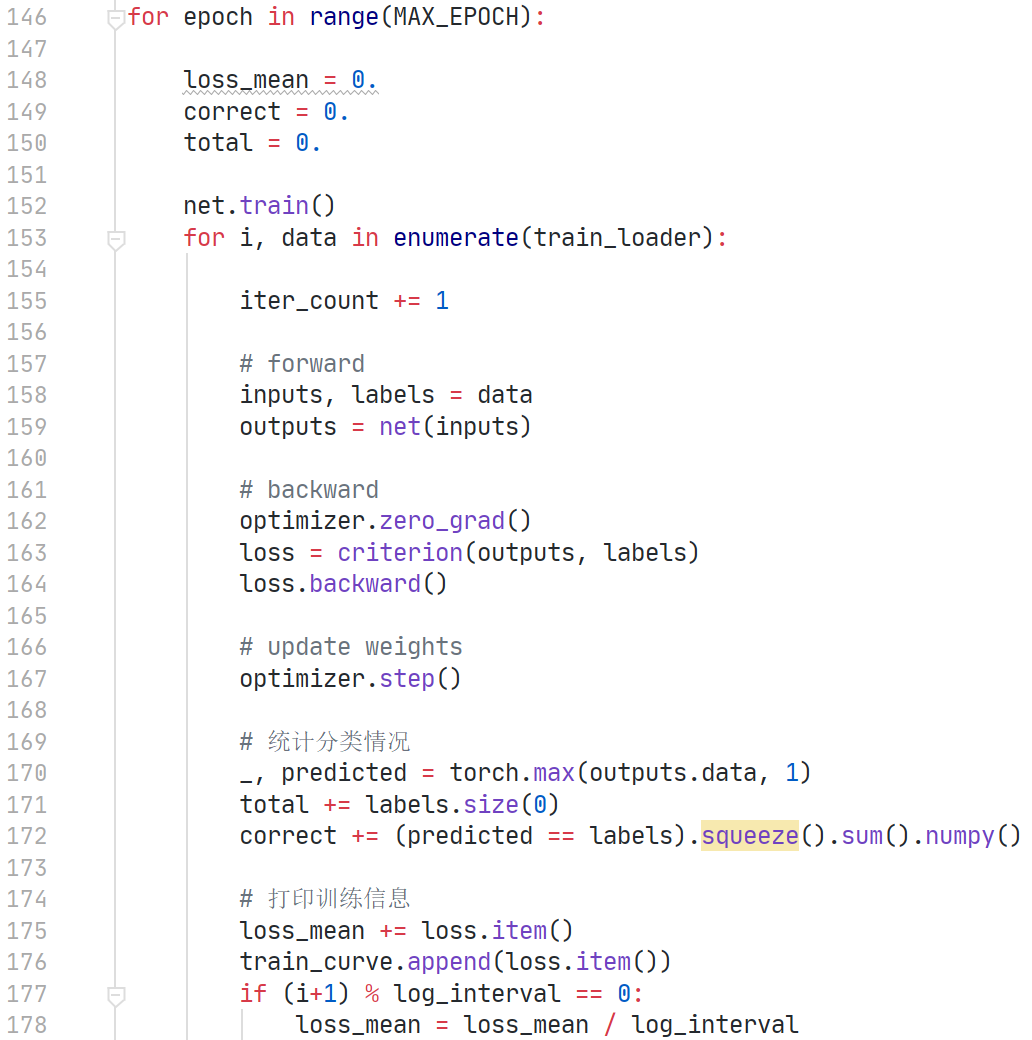 146 for epoch in range(MAX_EPOCH):
147
148 loss_mean = 0.
149 correct = 0.
150 total = 0.
151
152 net.train()
153 for i, data in enumerate(train_loader):
154
155 iter_count += 1
156
157 # forward
158 inputs, labels = data
159 outputs = net(inputs)
160
161 # backward
162 optimizer.zero_grad()
163 loss = criterion(outputs, labels)
164 loss.backward()
165
166 # update weights
167 optimizer.step()
168
169 # 统计分类情况
170 _, predicted = torch.max(outputs.data, 1)
171 total += labels.size(0)
172 correct += (predicted == labels).squeeze().sum().numpy()
173
174 # 打印训练信息
175 loss_mean += loss.item()
176 train_curve.append(loss.item())
177 if (i+1) % log_interval == 0:
178 loss_mean = loss_mean / log_interval